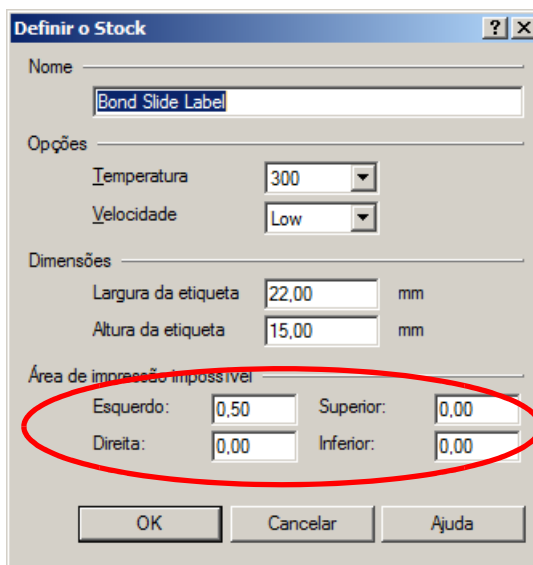 Definir o Stock
Nome
Bond Slide Label
Opções
Temperatura 300
Velocidade Low
Dimensões
Largura da etiqueta 22,00 mm
Altura da etiqueta 15,00 mm
Área de impressão impossível
Esquerdo: 0,50 Superior: 0,00
Direita: 0,00 Inferior: 0,00
OK Cancelar Ajuda